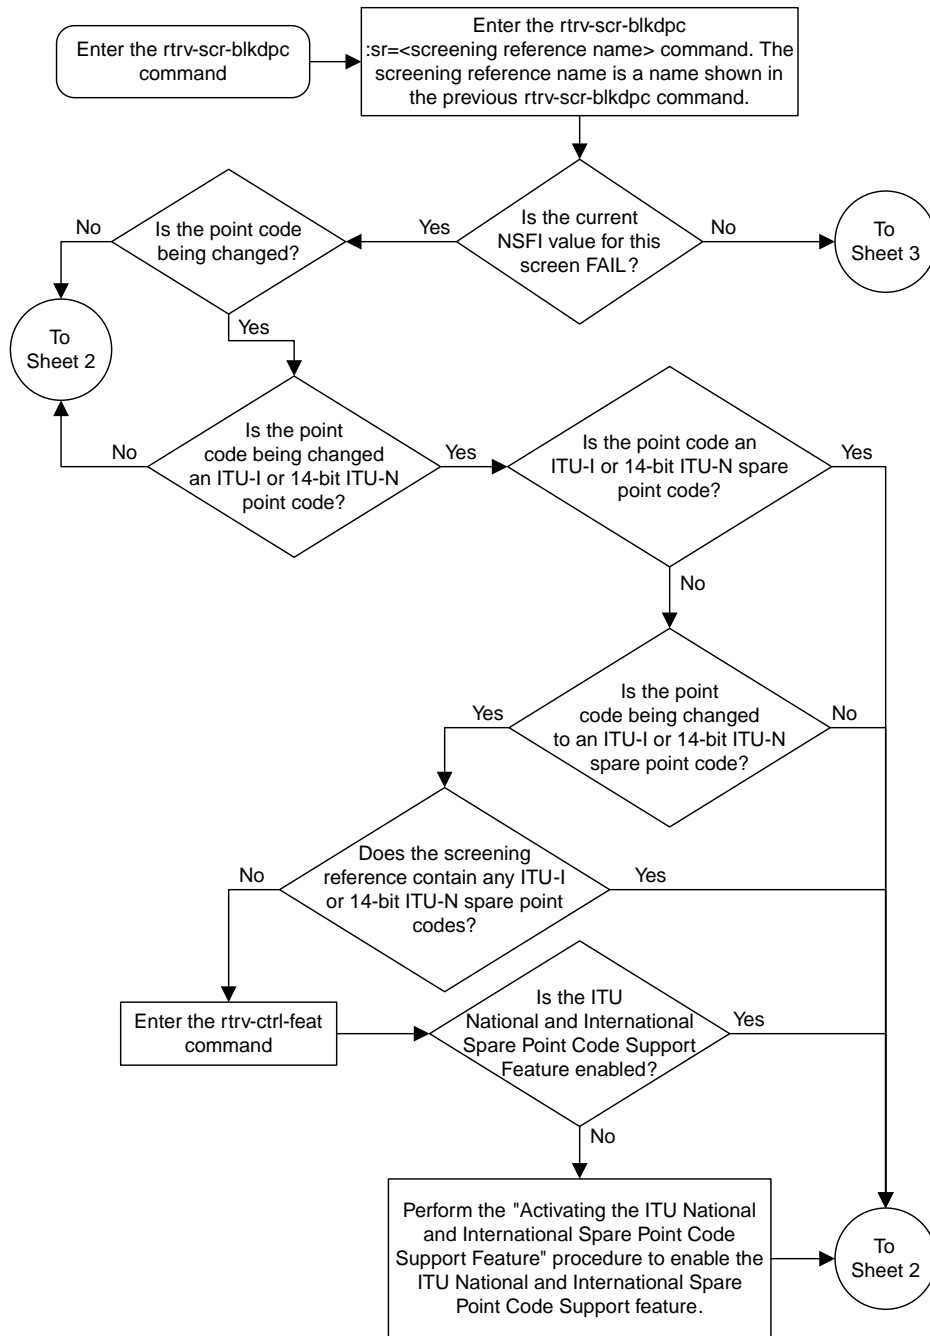 Enter the rtrv-scr-blkdpc
command
Enter the rtrv-scr-blkdpc
:sr=<screening reference name> command. The
screening reference name is a name shown in
the previous rtrv-scr-blkdpc command.
Is the current
NSFI value for this
screen FAIL?
Yes
No
To
Sheet 3
Is the point code
being changed?
No
Yes
To
Sheet 2
Is the point
code being changed
an ITU-I or 14-bit ITU-N
point code?
No
Yes
Is the point code an
ITU-I or 14-bit ITU-N spare
point code?
Yes
No
Is the point
code being changed
to an ITU-I or 14-bit ITU-N
spare point code?
Yes
No
Does the screening
reference contain any ITU-I
or 14-bit ITU-N spare point
codes?
No
Yes
Enter the rtrv-ctrl-feat
command
Is the ITU
National and International
Spare Point Code Support
Feature enabled?
Yes
No
Perform the "Activating the ITU National
and International Spare Point Code
Support Feature" procedure to enable the
ITU National and International Spare
Point Code Support feature.
To
Sheet 2